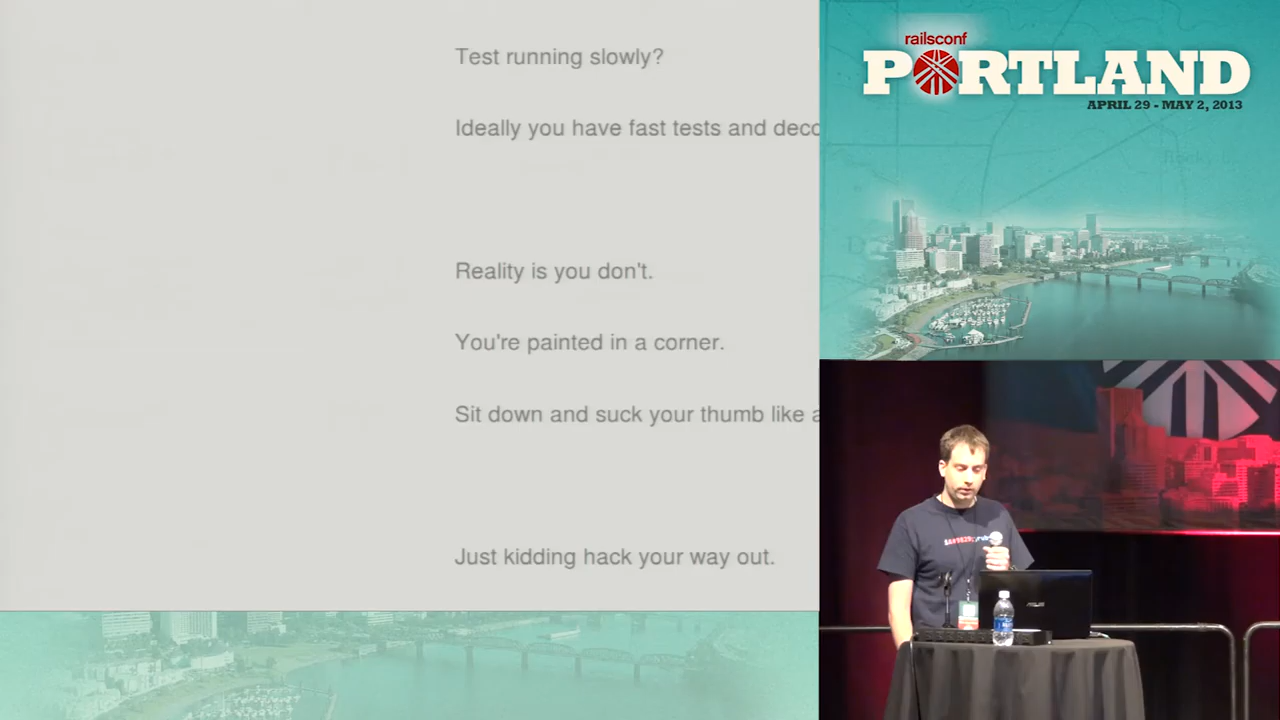 Test running slowly?
Ideally you have fast tests and deco
Reality is you don't.
You're painted in a corner.
Sit down and suck your thumb like a
Just kidding hack your way out.
railsconf
PORTLAND
APRIL 29 - MAY 2, 2013
ASUS